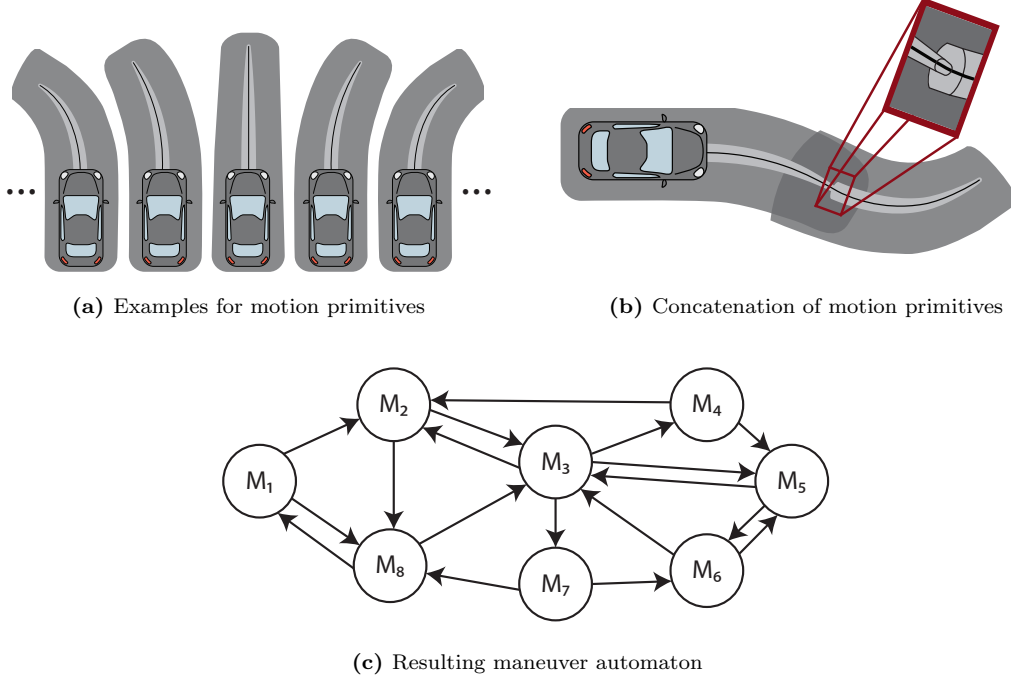 (a) Examples for motion primitives
(b) Concatenation of motion primitives
M₂
M₄
M₃
M₁
M₅
M₈
M₇
M₆
(c) Resulting maneuver automaton